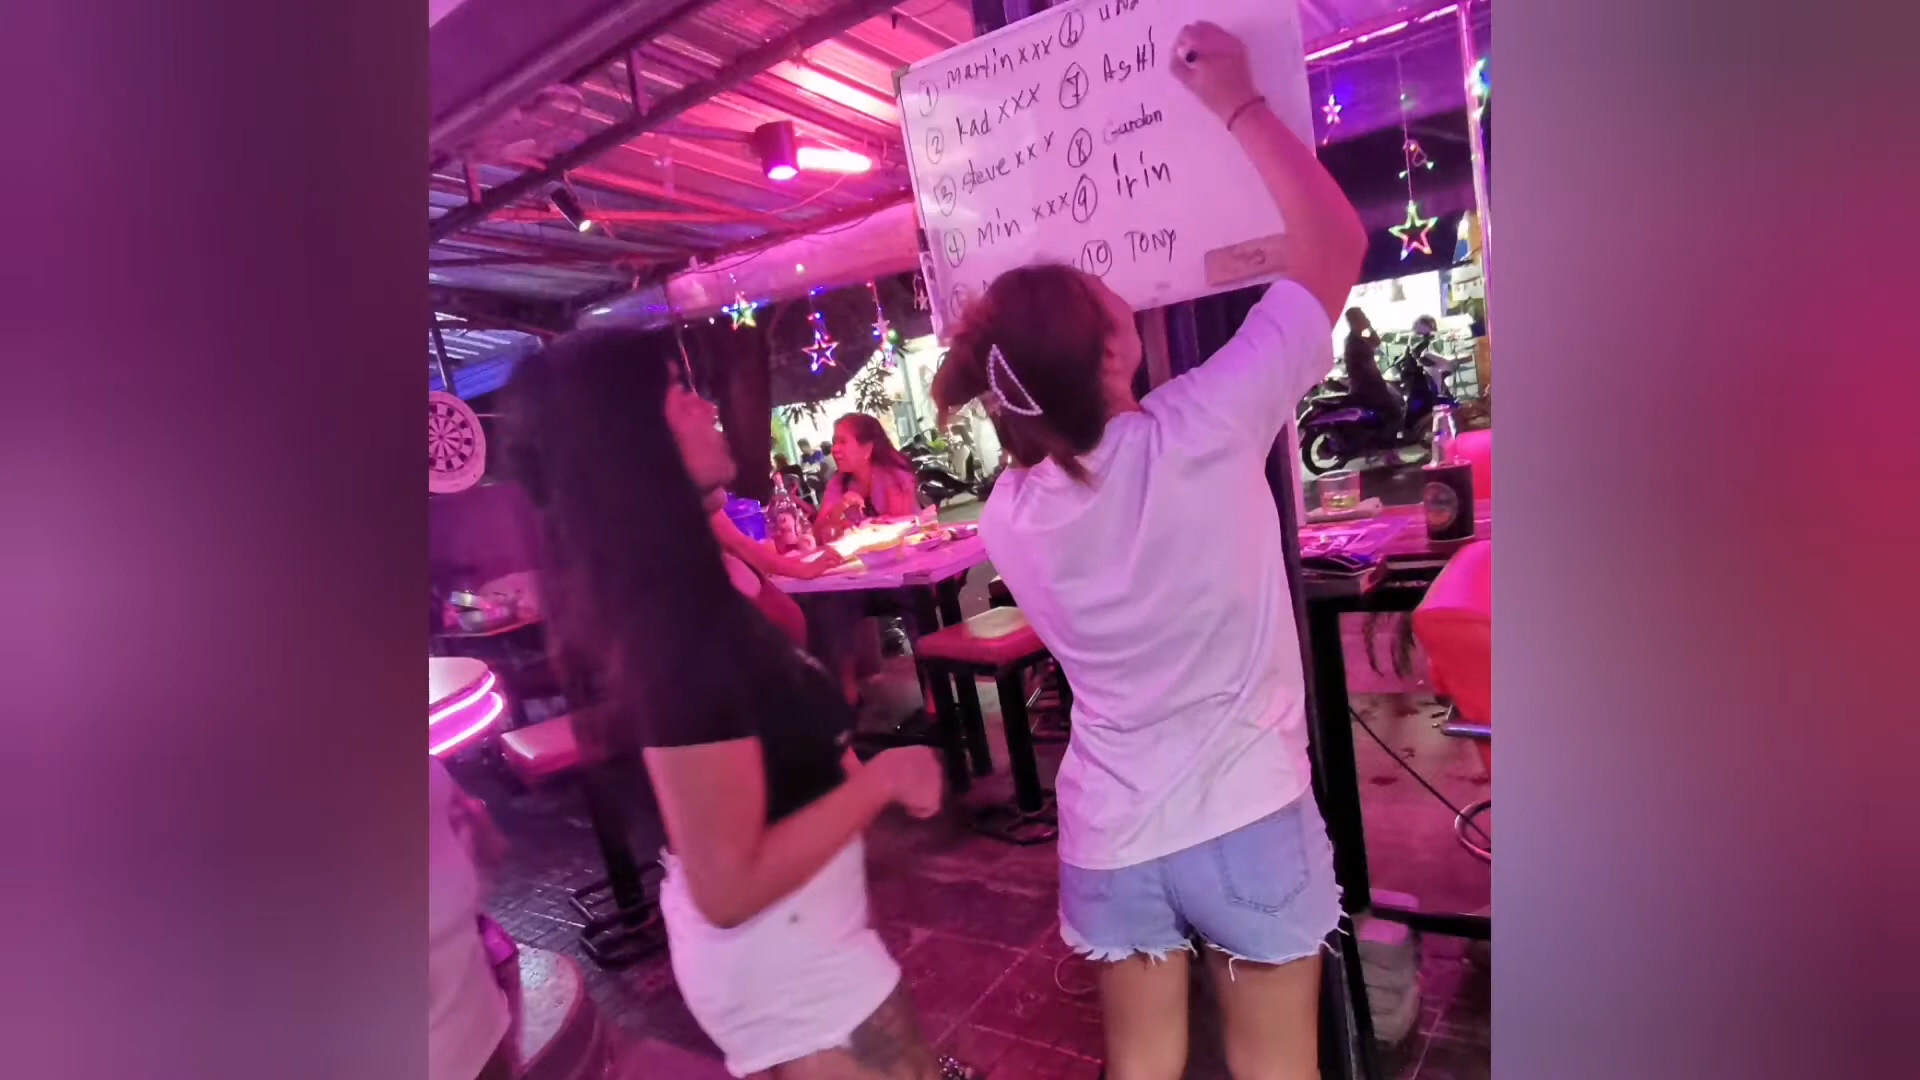 ① Martin xxx
② Kad xxx
③ Steve xxx
④ Min xxx
⑥
⑦ AsHi
⑧ Gurdon
⑨ irin
⑩ TONY